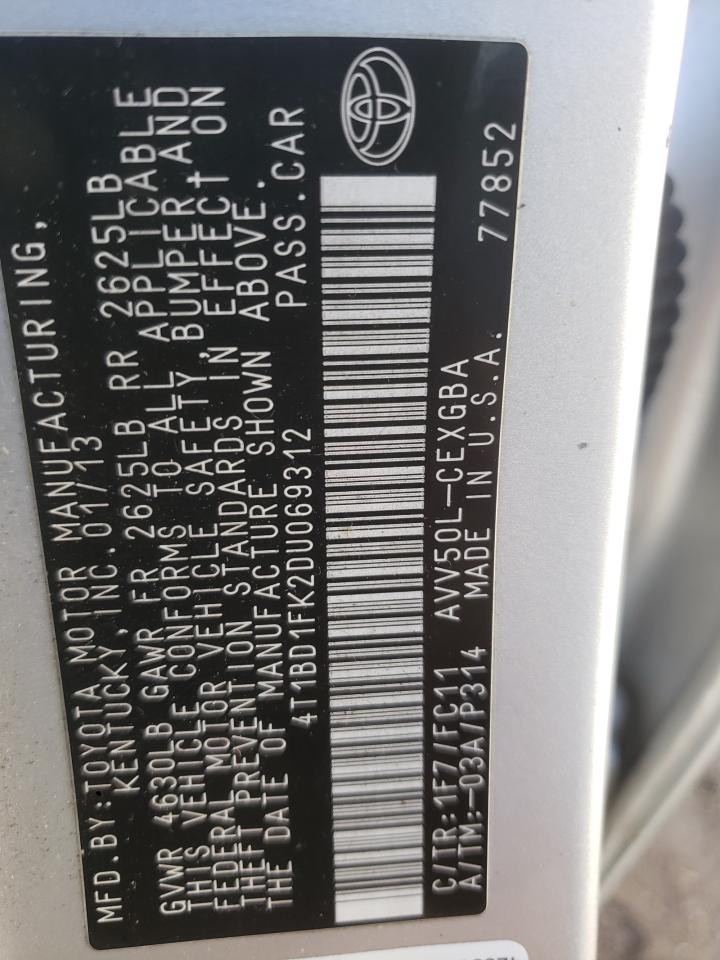 MFD.BY:TOYOTA MOTOR MANUFACTURING,
KENTUCKY, INC. 01/13
GVWR 4630LB GAWR FR 2625LB RR 2625LB
THIS VEHICLE CONFORMS TO ALL APPLICABLE
FEDERAL MOTOR VEHICLE SAFETY, BUMPER, AND
THEFT PREVENTION STANDARDS IN EFFECT ON
THE DATE OF MANUFACTURE SHOWN ABOVE.
4T1BD1FK2DU069312 PASS.CAR
C/TR:1F7/FC11 AVV50L-CEXGBA
A/TM:-03A/P314 MADE IN U.S.A. 77852